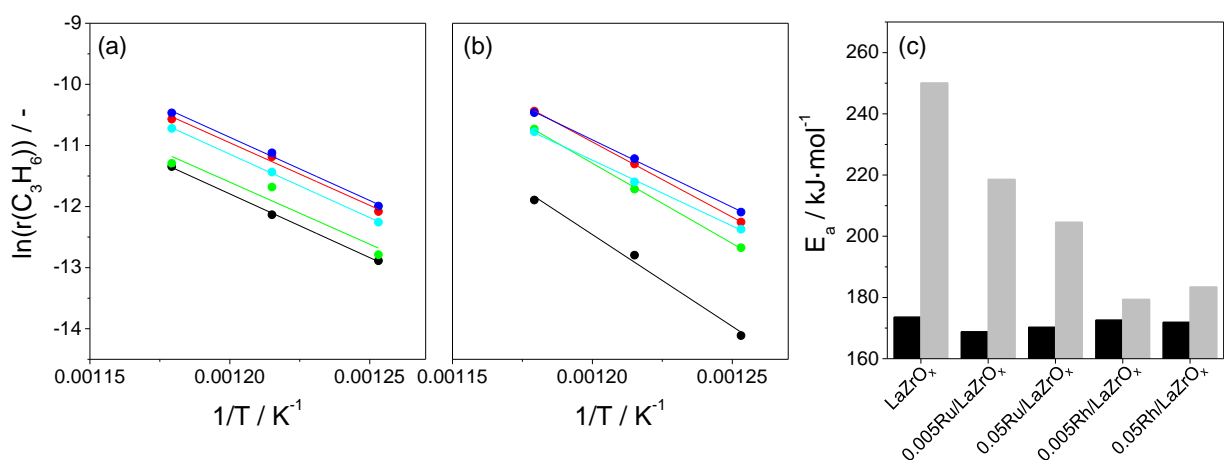 (a)
ln(r(C₃H₆)) / -
-9
-10
-11
-12
-13
-14
0.00115
0.00120
0.00125
1/T / K⁻¹
(b)
0.00115
0.00120
0.00125
1/T / K⁻¹
(c)
Eₐ / kJ·mol⁻¹
260
240
220
200
180
160
LaZrOₓ
0.005Ru/LaZrOₓ
0.05Ru/LaZrOₓ
0.005Rh/LaZrOₓ
0.05Rh/LaZrOₓ